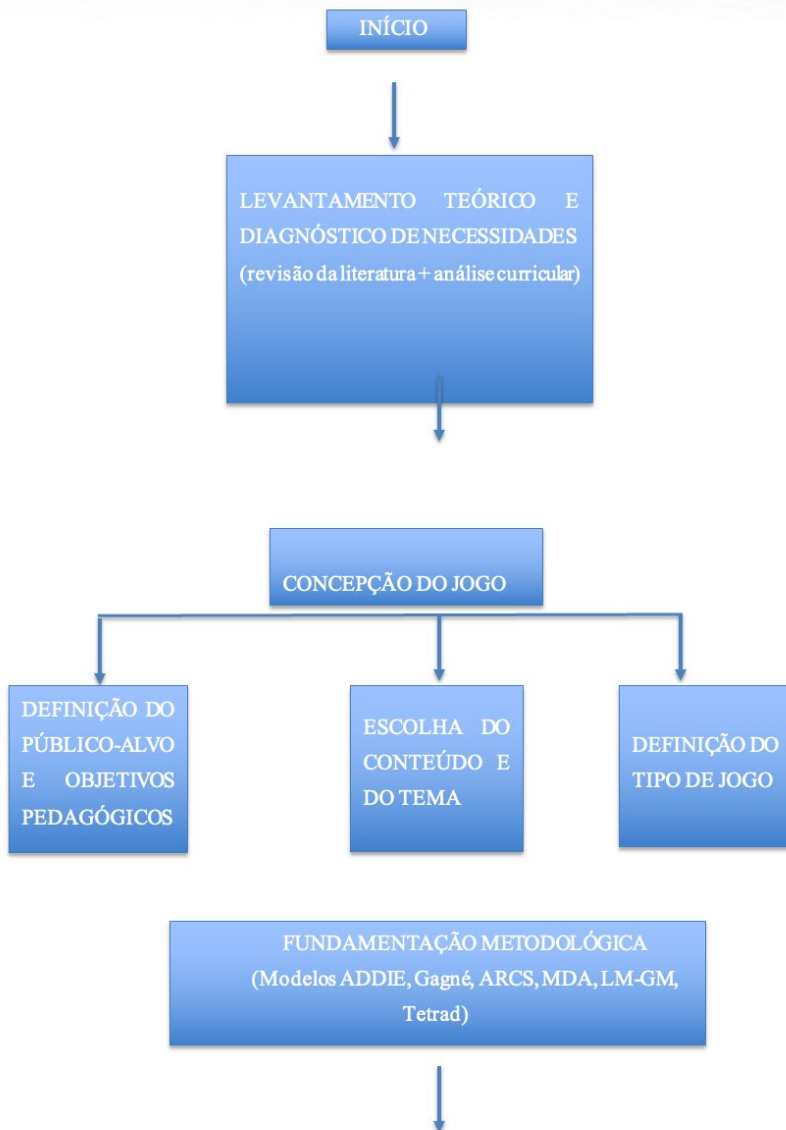 INÍCIO
LEVANTAMENTO TEÓRICO E
DIAGNÓSTICO DE NECESSIDADES
(revisão da literatura + análise curricular)
CONCEPÇÃO DO JOGO
DEFINIÇÃO DO
PÚBLICO-ALVO
E OBJETIVOS
PEDAGÓGICOS
ESCOLHA DO
CONTEÚDO E
DO TEMA
DEFINIÇÃO DO
TIPO DE JOGO
FUNDAMENTAÇÃO METODOLÓGICA
(Modelos ADDIE, Gagné, ARCS, MDA, LM-GM,
Tetrad)